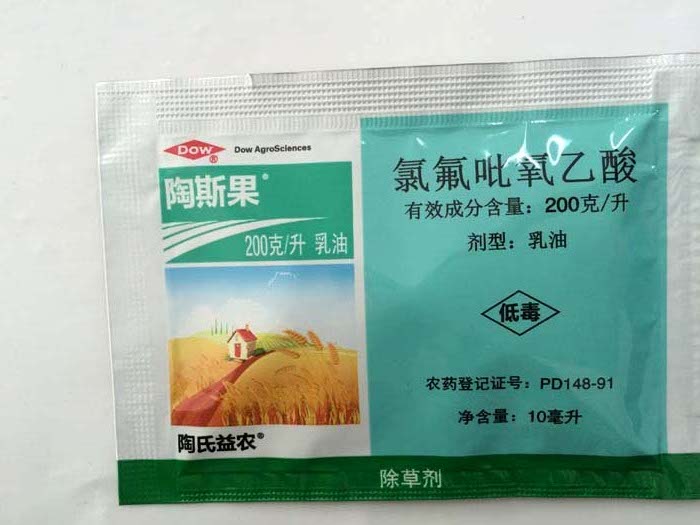 DOW® Dow AgroSciences
陶斯果®
200克/升 乳油
陶氏益农®
氯氟吡氧乙酸
有效成分含量：200克/升
剂型：乳油
低毒
农药登记证号：PD148-91
净含量：10毫升
除草剂